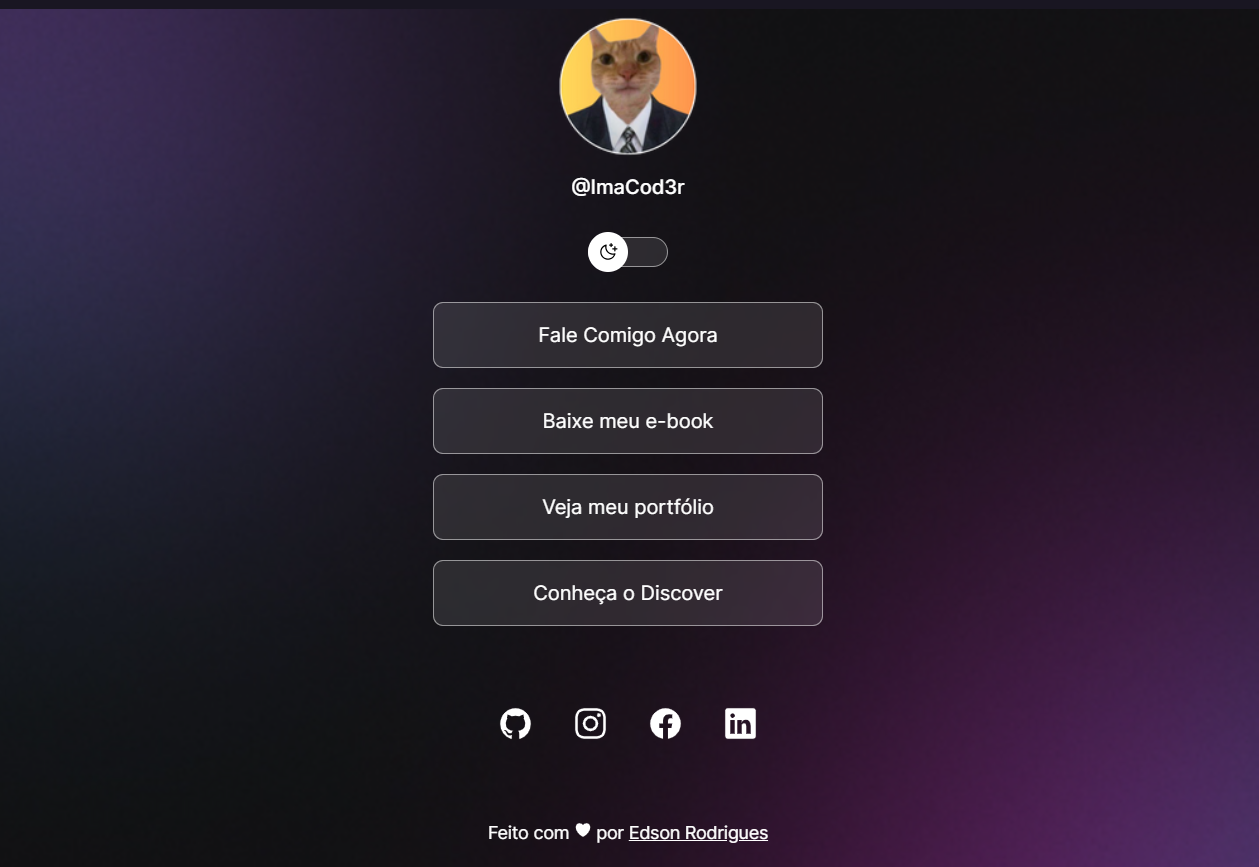 @ImaCod3r
Fale Comigo Agora
Baixe meu e-book
Veja meu portfólio
Conheça o Discover
Feito com ♥ por Edson Rodrigues